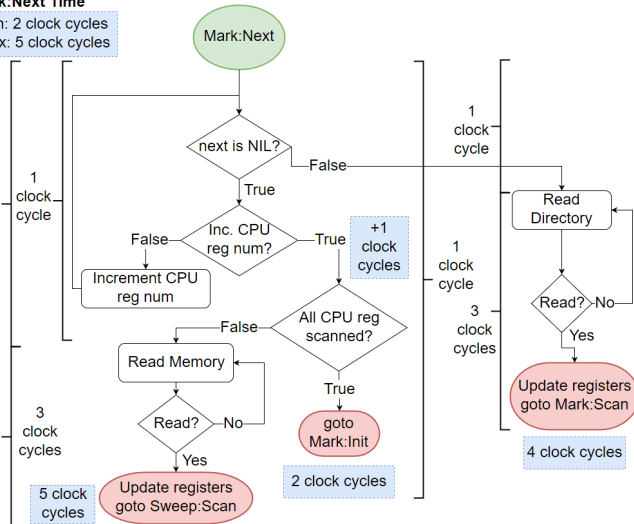 k:Next Time
n: 2 clock cycles
x: 5 clock cycles
Mark:Next
next is NIL?
False
True
1
clock
cycle
Inc. CPU
reg num?
False
True
+1
clock
cycles
Increment CPU
reg num
All CPU reg
scanned?
False
True
Read Memory
Read?
No
Yes
3
clock
cycles
5 clock
cycles
Update registers
goto Sweep:Scan
goto
Mark:Init
2 clock cycles
1
clock
cycle
1
clock
cycle
Read
Directory
Read?
No
Yes
3
clock
cycles
Update registers
goto Mark:Scan
4 clock cycles